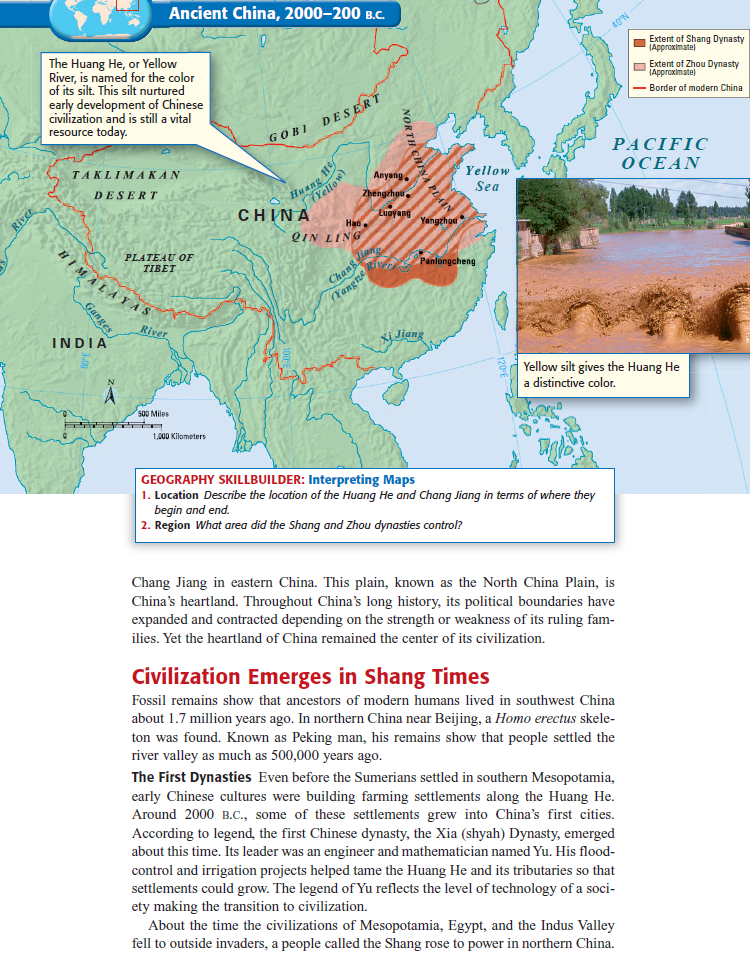 Ancient China, 2000–200 B.C.
40°N
Extent of Shang Dynasty
(Approximate)
Extent of Zhou Dynasty
(Approximate)
Border of modern China
The Huang He, or Yellow
River, is named for the color
of its silt. This silt nurtured
early development of Chinese
civilization and is still a vital
resource today.
GOBI DESERT
NORTH CHINA PLAIN
PACIFIC
OCEAN
TAKLIMAKAN
DESERT
Huang He
(Yellow)
Anyang
Yellow
Sea
Zhengzhou
CHINA
Luoyang
Hao
Yangzhou
QIN LING
River
HIMALAYAS
PLATEAU OF
TIBET
Chang Jiang
(Yangtze River)
Panlongcheng
Ganges
River
Xi Jiang
INDIA
80°E
100°E
120°E
Yellow silt gives the Huang He
a distinctive color.
N
0
500 Miles
0
1,000 Kilometers
GEOGRAPHY SKILLBUILDER: Interpreting Maps
1. Location Describe the location of the Huang He and Chang Jiang in terms of where they
begin and end.
2. Region What area did the Shang and Zhou dynasties control?
Chang Jiang in eastern China. This plain, known as the North China Plain, is
China's heartland. Throughout China's long history, its political boundaries have
expanded and contracted depending on the strength or weakness of its ruling fam-
ilies. Yet the heartland of China remained the center of its civilization.
Civilization Emerges in Shang Times
Fossil remains show that ancestors of modern humans lived in southwest China
about 1.7 million years ago. In northern China near Beijing, a Homo erectus skele-
ton was found. Known as Peking man, his remains show that people settled the
river valley as much as 500,000 years ago.
The First Dynasties Even before the Sumerians settled in southern Mesopotamia,
early Chinese cultures were building farming settlements along the Huang He.
Around 2000 B.C., some of these settlements grew into China's first cities.
According to legend, the first Chinese dynasty, the Xia (shyah) Dynasty, emerged
about this time. Its leader was an engineer and mathematician named Yu. His flood-
control and irrigation projects helped tame the Huang He and its tributaries so that
settlements could grow. The legend of Yu reflects the level of technology of a soci-
ety making the transition to civilization.
About the time the civilizations of Mesopotamia, Egypt, and the Indus Valley
fell to outside invaders, a people called the Shang rose to power in northern China.